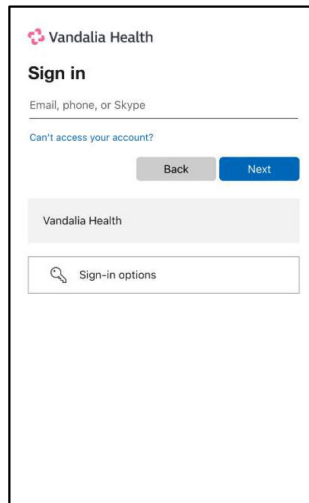 Vandalia Health
Sign in
Email, phone, or Skype
Can't access your account?
Back Next
Vandalia Health
Sign-in options